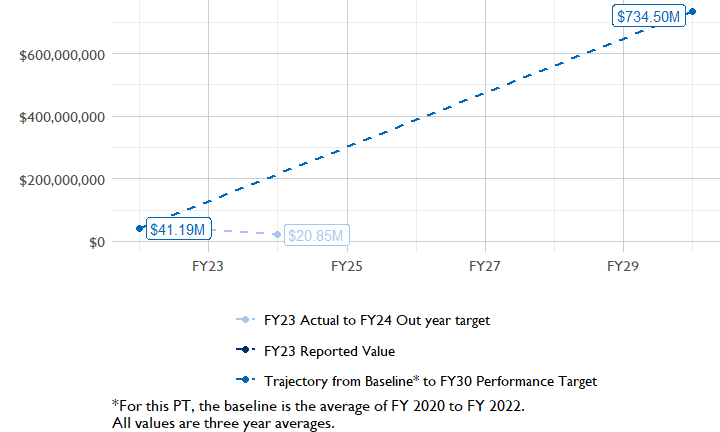 $734.50M
$600,000,000
$400,000,000
$200,000,000
$41.19M
$20.85M
$0
FY23 FY25 FY27 FY29
FY23 Actual to FY24 Out year target
FY23 Reported Value
Trajectory from Baseline* to FY30 Performance Target
*For this PT, the baseline is the average of FY 2020 to FY 2022.
All values are three year averages.